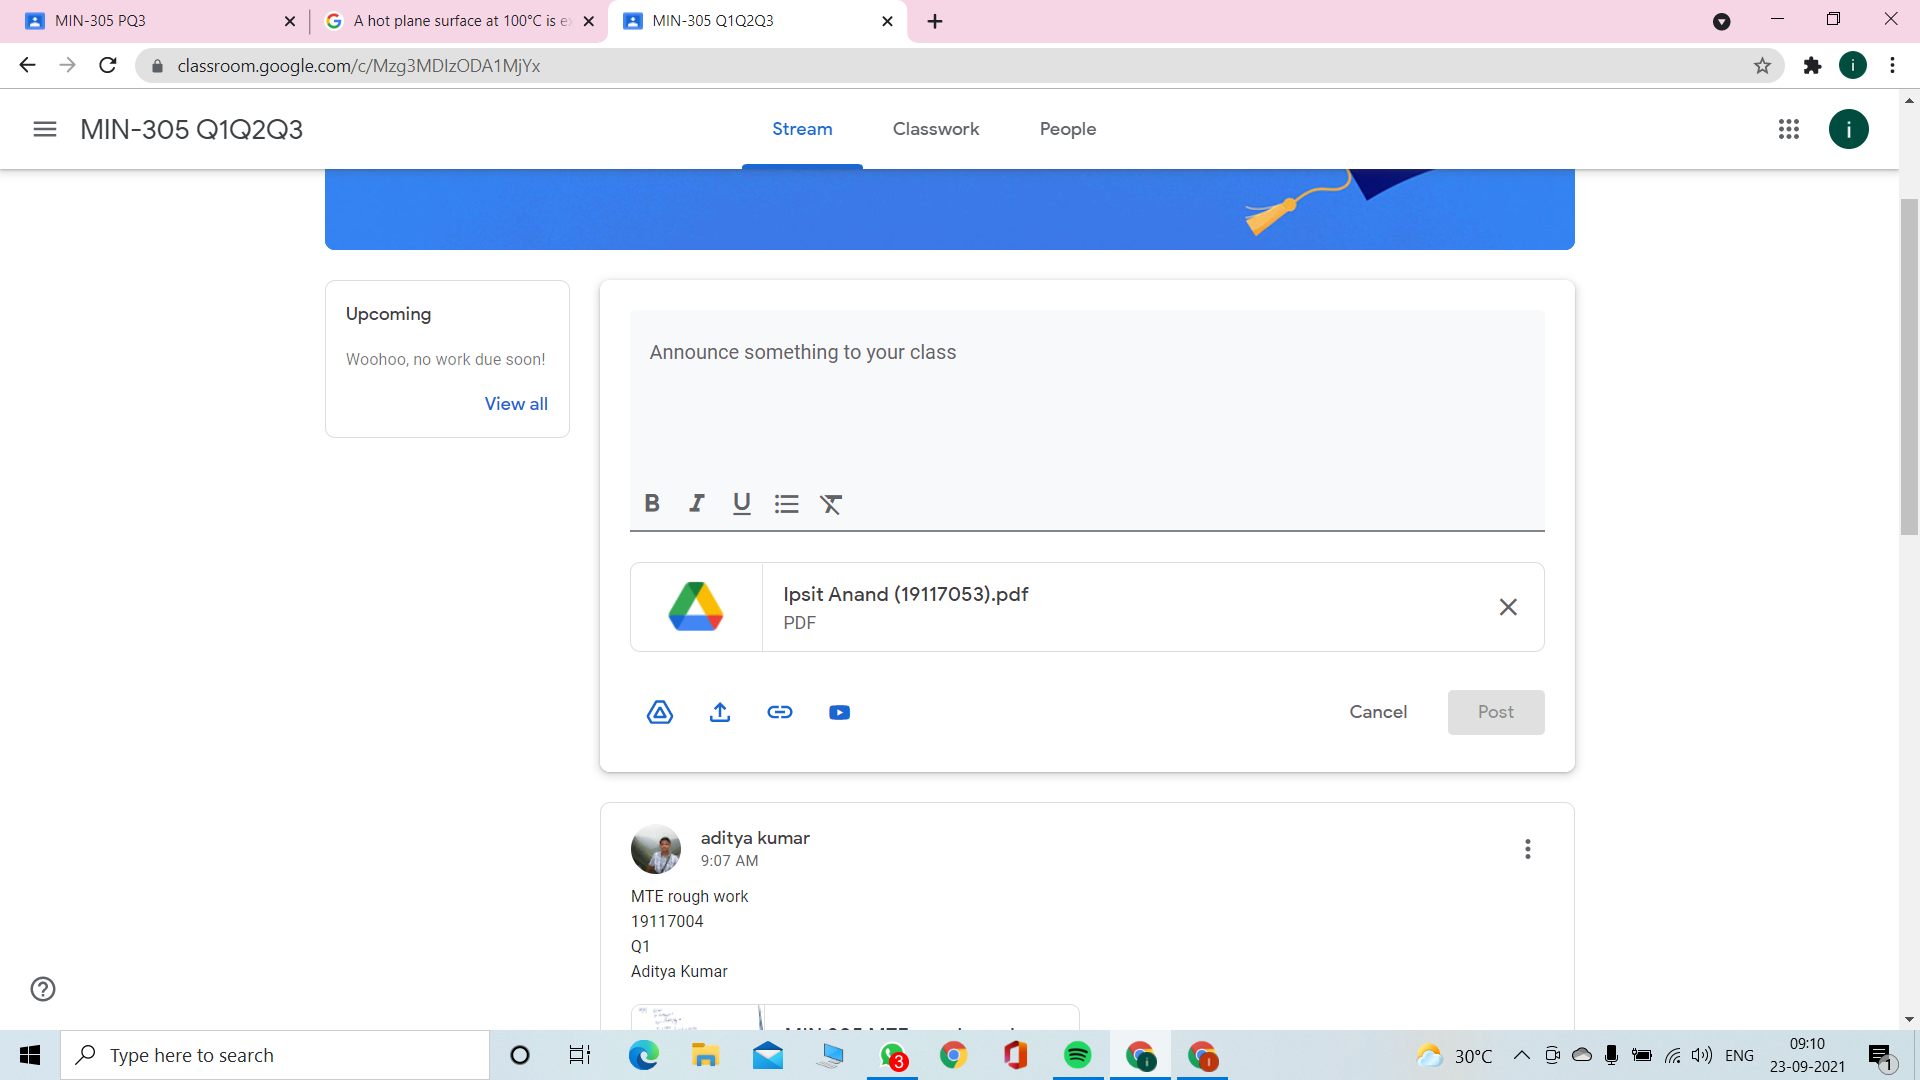 MIN-305 PQ3
A hot plane surface at 100°C is e
MIN-305 Q1Q2Q3
classroom.google.com/c/Mzg3MDIzODA1MjYx
i
MIN-305 Q1Q2Q3
Stream
Classwork
People
i
Upcoming
Woohoo, no work due soon!
View all
Announce something to your class
B I U
Ipsit Anand (19117053).pdf
PDF
Cancel
Post
aditya kumar
9:07 AM
MTE rough work
19117004
Q1
Aditya Kumar
Type here to search
3
i
i
30°C
ENG
09:10
23-09-2021
1